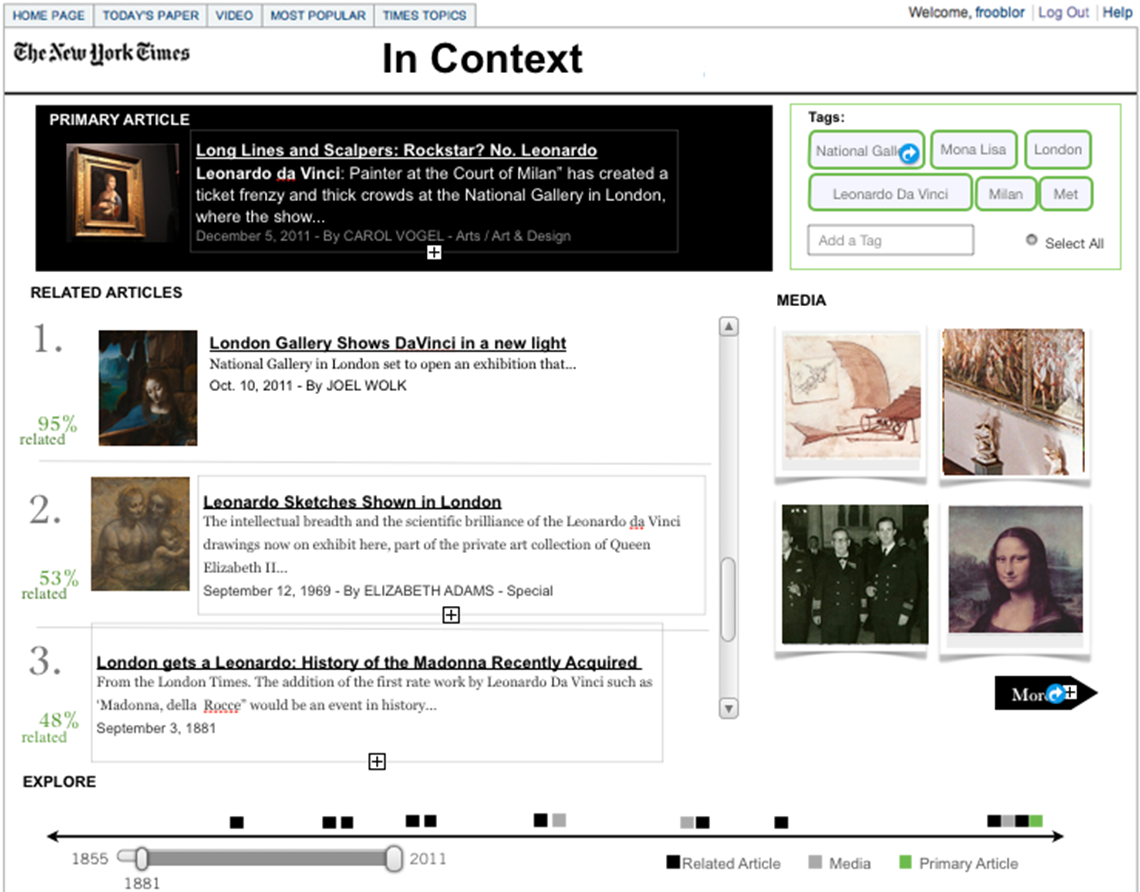 HOME PAGE TODAY'S PAPER VIDEO MOST POPULAR TIMES TOPICS
Welcome, frooblor Log Out Help
The New York Times
In Context
PRIMARY ARTICLE
Long Lines and Scalpers: Rockstar? No. Leonardo
Leonardo da Vinci: Painter at the Court of Milan” has created a
ticket frenzy and thick crowds at the National Gallery in London,
where the show...
December 5, 2011 - By CAROL VOGEL - Arts / Art & Design
Tags:
National Gall
Mona Lisa
London
Leonardo Da Vinci
Milan
Met
Add a Tag
Select All
RELATED ARTICLES
1.
95%
related
London Gallery Shows DaVinci in a new light
National Gallery in London set to open an exhibition that...
Oct. 10, 2011 - By JOEL WOLK
2.
53%
related
Leonardo Sketches Shown in London
The intellectual breadth and the scientific brilliance of the Leonardo da Vinci
drawings now on exhibit here, part of the private art collection of Queen
Elizabeth II...
September 12, 1969 - By ELIZABETH ADAMS - Special
3.
48%
related
London gets a Leonardo: History of the Madonna Recently Acquired
From the London Times. The addition of the first rate work by Leonardo Da Vinci such as
'Madonna, della Rocce” would be an event in history...
September 3, 1881
MEDIA
More
EXPLORE
1855
2011
1881
Related Article
Media
Primary Article